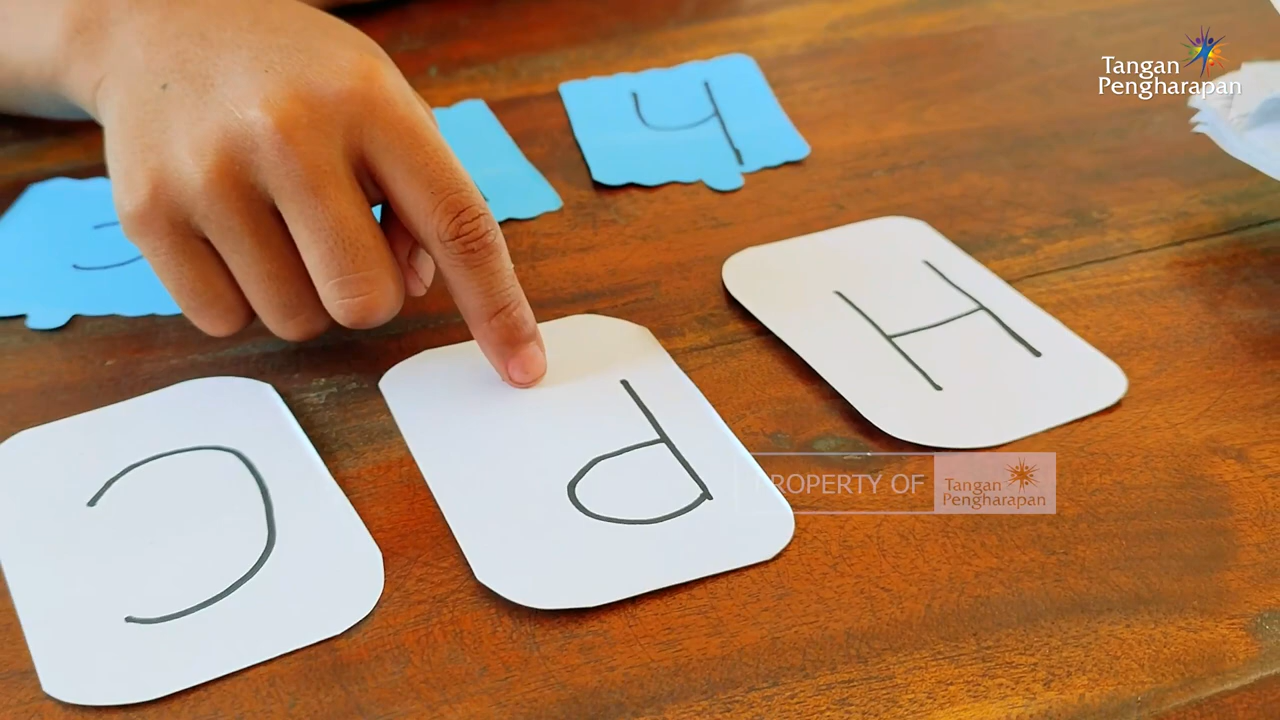 Tangan
Pengharapan
H P C
h c
PROPERTY OF Tangan
Pengharapan